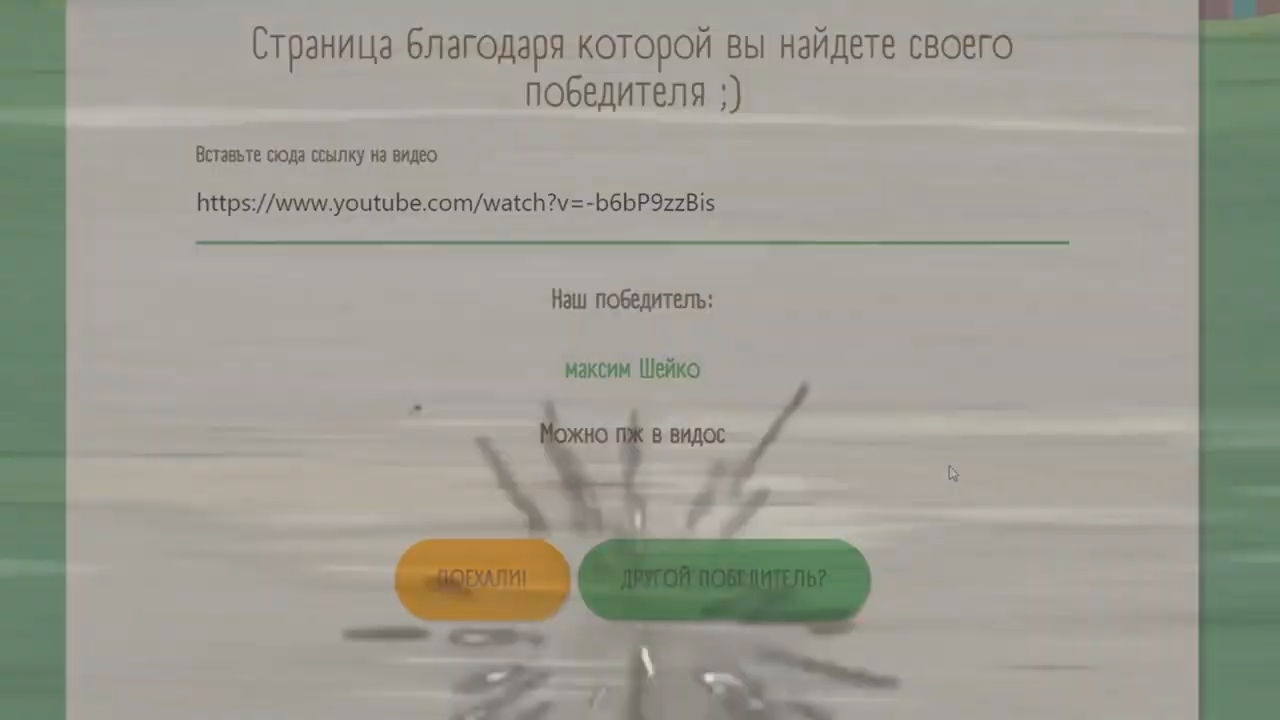 Страница благодаря которой вы найдете своего
победителя ;)
Вставьте сюда ссылку на видео
https://www.youtube.com/watch?v=-b6bP9zzBis
Наш победитель:
максим Шейко
Можно пж в видос
ПОЕХАЛИ!
ДРУГОЙ ПОБЕДИТЕЛЬ?